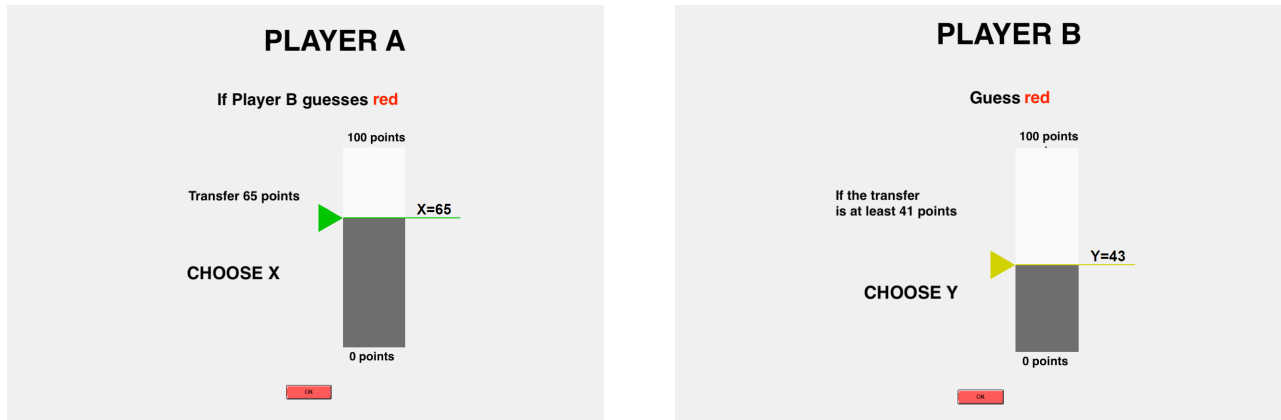 PLAYER A
If Player B guesses red
100 points
Transfer 65 points
X=65
CHOOSE X
0 points
OK
PLAYER B
Guess red
100 points
If the transfer
is at least 41 points
Y=43
CHOOSE Y
0 points
OK